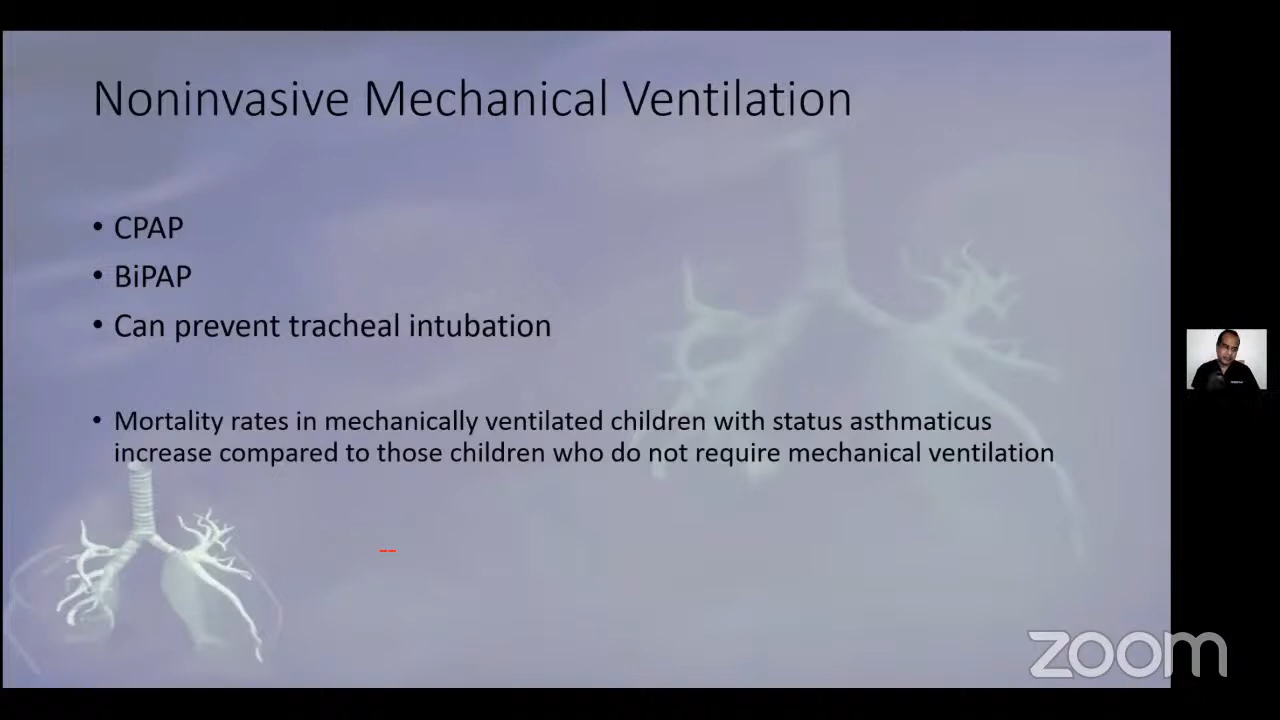 Noninvasive Mechanical Ventilation
• CPAP
• BiPAP
• Can prevent tracheal intubation
• Mortality rates in mechanically ventilated children with status asthmaticus
increase compared to those children who do not require mechanical ventilation
zoom